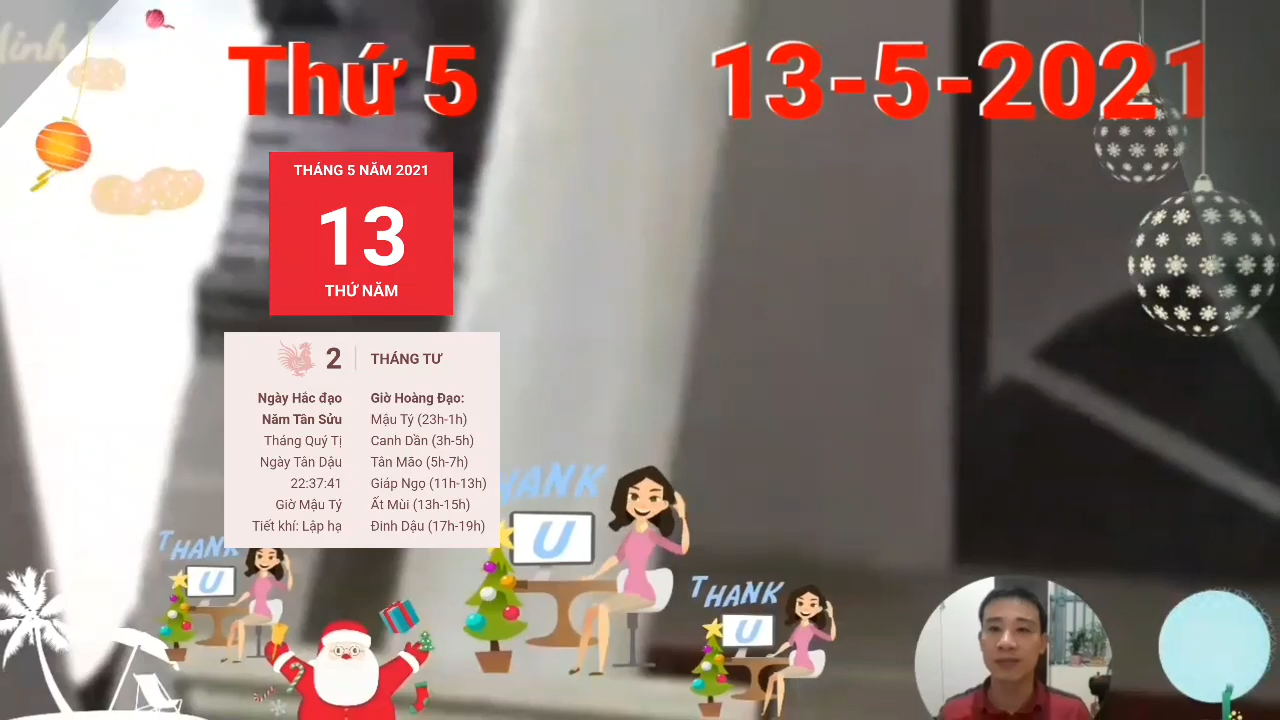 Minh
Thứ 5
13-5-2021
THÁNG 5 NĂM 2021
13
THỨ NĂM
2
THÁNG TƯ
Ngày Hắc đạo
Giờ Hoàng Đạo:
Năm Tân Sửu
Mậu Tý (23h-1h)
Tháng Quý Tị
Canh Dần (3h-5h)
Ngày Tân Dậu
Tân Mão (5h-7h)
22:37:41
Giáp Ngọ (11h-13h)
Giờ Mậu Tý
Ất Mùi (13h-15h)
Tiết khí: Lập hạ
Đinh Dậu (17h-19h)
THANK
U
THANK
U
THANK
U